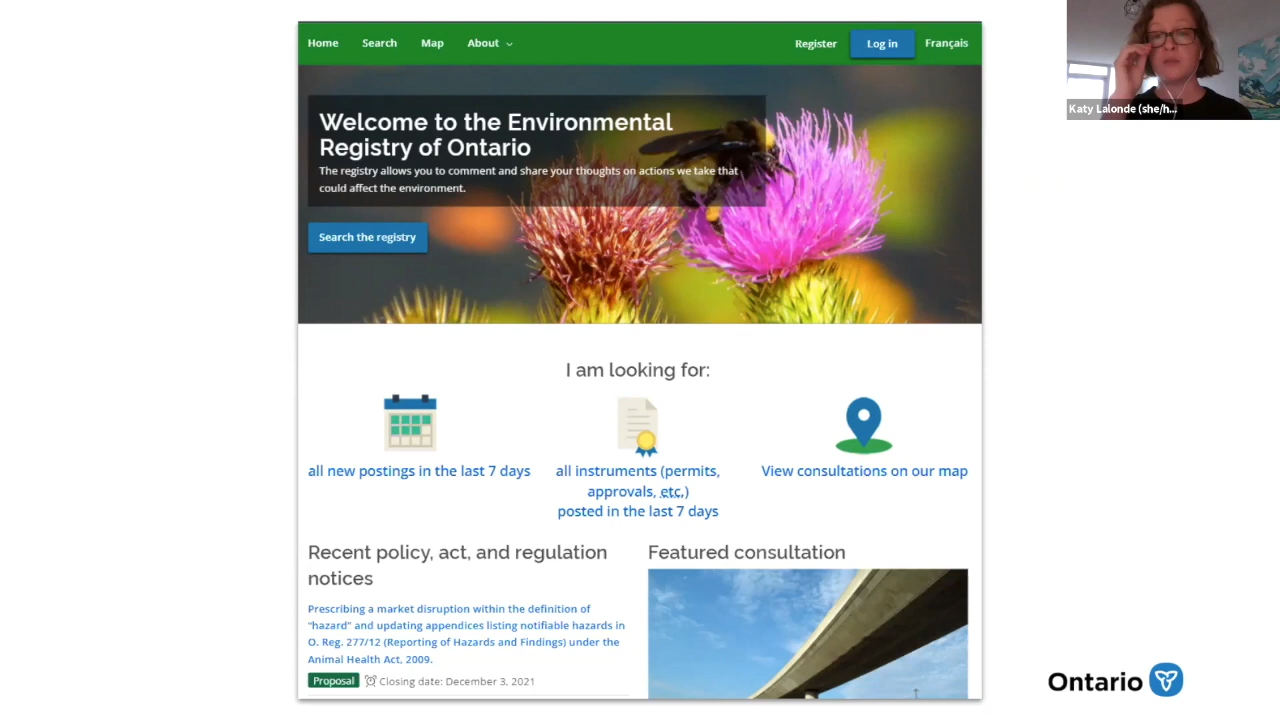 Home Search Map About Register Log in Français
Katy Lalonde (she/h...
Welcome to the Environmental
Registry of Ontario
The registry allows you to comment and share your thoughts on actions we take that
could affect the environment.
Search the registry
I am looking for:
all new postings in the last 7 days
all instruments (permits,
approvals, etc.)
posted in the last 7 days
View consultations on our map
Recent policy, act, and regulation
notices
Prescribing a market disruption within the definition of
“hazard” and updating appendices listing notifiable hazards in
O. Reg. 277/12 (Reporting of Hazards and Findings) under the
Animal Health Act, 2009.
Proposal Closing date: December 3, 2021
Featured consultation
Ontario